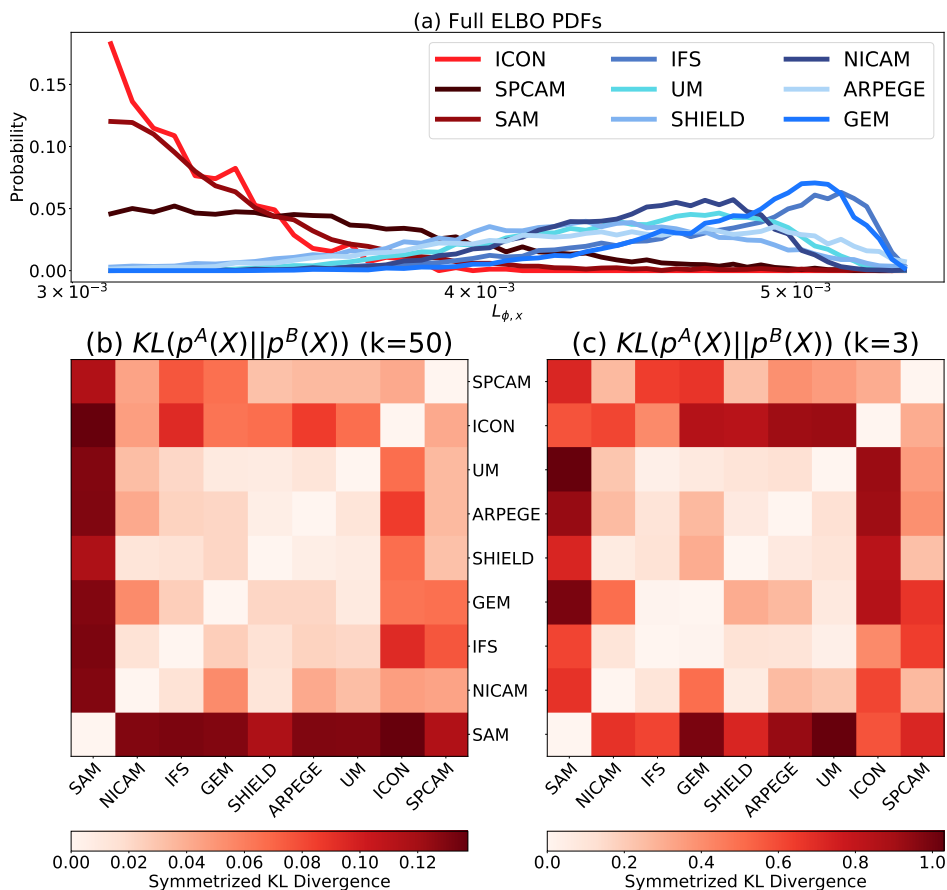 (a) Full ELBO PDFs
Probability
0.15
0.10
0.05
0.00
ICON
SPCAM
SAM
IFS
UM
SHIELD
NICAM
ARPEGE
GEM
3 × 10⁻³
4 × 10⁻³
5 × 10⁻³
L_{ϕ,x}
(b) KL(p^A(X)||p^B(X)) (k=50)
(c) KL(p^A(X)||p^B(X)) (k=3)
SPCAM
ICON
UM
ARPEGE
SHIELD
GEM
IFS
NICAM
SAM
SAM
NICAM
IFS
GEM
SHIELD
ARPEGE
UM
ICON
SPCAM
SAM
NICAM
IFS
GEM
SHIELD
ARPEGE
UM
ICON
SPCAM
0.00 0.02 0.04 0.06 0.08 0.10 0.12
Symmetrized KL Divergence
0.0 0.2 0.4 0.6 0.8 1.0
Symmetrized KL Divergence